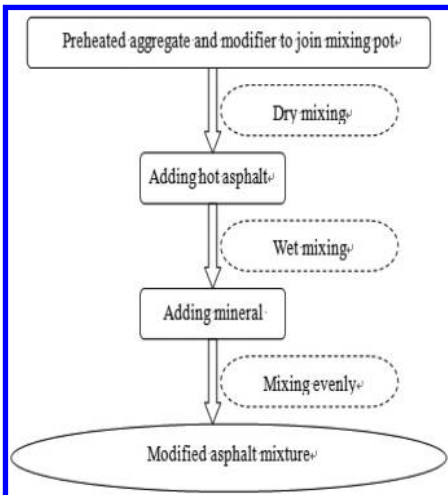 Preheated aggregate and modifier to join mixing pot
Dry mixing
Adding hot asphalt
Wet mixing
Adding mineral
Mixing evenly
Modified asphalt mixture